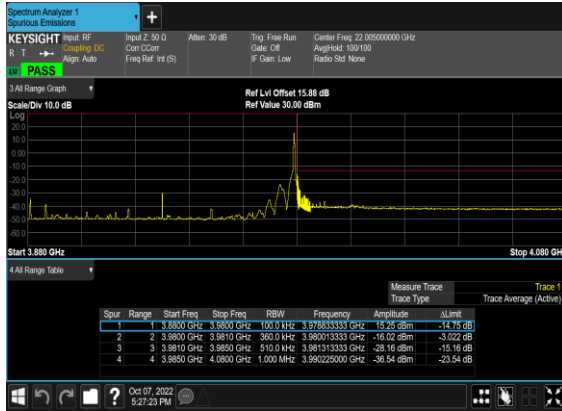 Spectrum Analyzer 1
Spurious Emissions
+
KEYSIGHT Input: RF Input Z: 50 Ω Atten: 30 dB Trig: Free Run Center Freq: 22.005000000 GHz
R T Coupling: DC Corr CCorr Gate: Off Avg|Hold: 100/100
Align: Auto Freq Ref: Int (S) IF Gain: Low Radio Std: None
PASS
3 All Range Graph Ref Lvl Offset 15.88 dB
Scale/Div 10.0 dB Ref Value 30.00 dBm
Log
20.0
10.0
0.00
-10.0
-20.0
-30.0
-40.0
-50.0
-60.0
Start 3.880 GHz Stop 4.080 GH
4 All Range Table
Measure Trace Trace 1
Trace Type Trace Average (Active)
Spur Range Start Freq Stop Freq RBW Frequency Amplitude ΔLimit
1 1 3.8800 GHz 3.9800 GHz 100.0 kHz 3.978833333 GHz 15.25 dBm -14.75 dB
2 2 3.9800 GHz 3.9810 GHz 360.0 kHz 3.980013333 GHz -16.02 dBm -3.022 dB
3 3 3.9810 GHz 3.9850 GHz 510.0 kHz 3.981313333 GHz -28.16 dBm -15.16 dB
4 4 3.9850 GHz 4.0800 GHz 1.000 MHz 3.990225000 GHz -36.54 dBm -23.54 dB
? Oct 07, 2022
5:27:23 PM